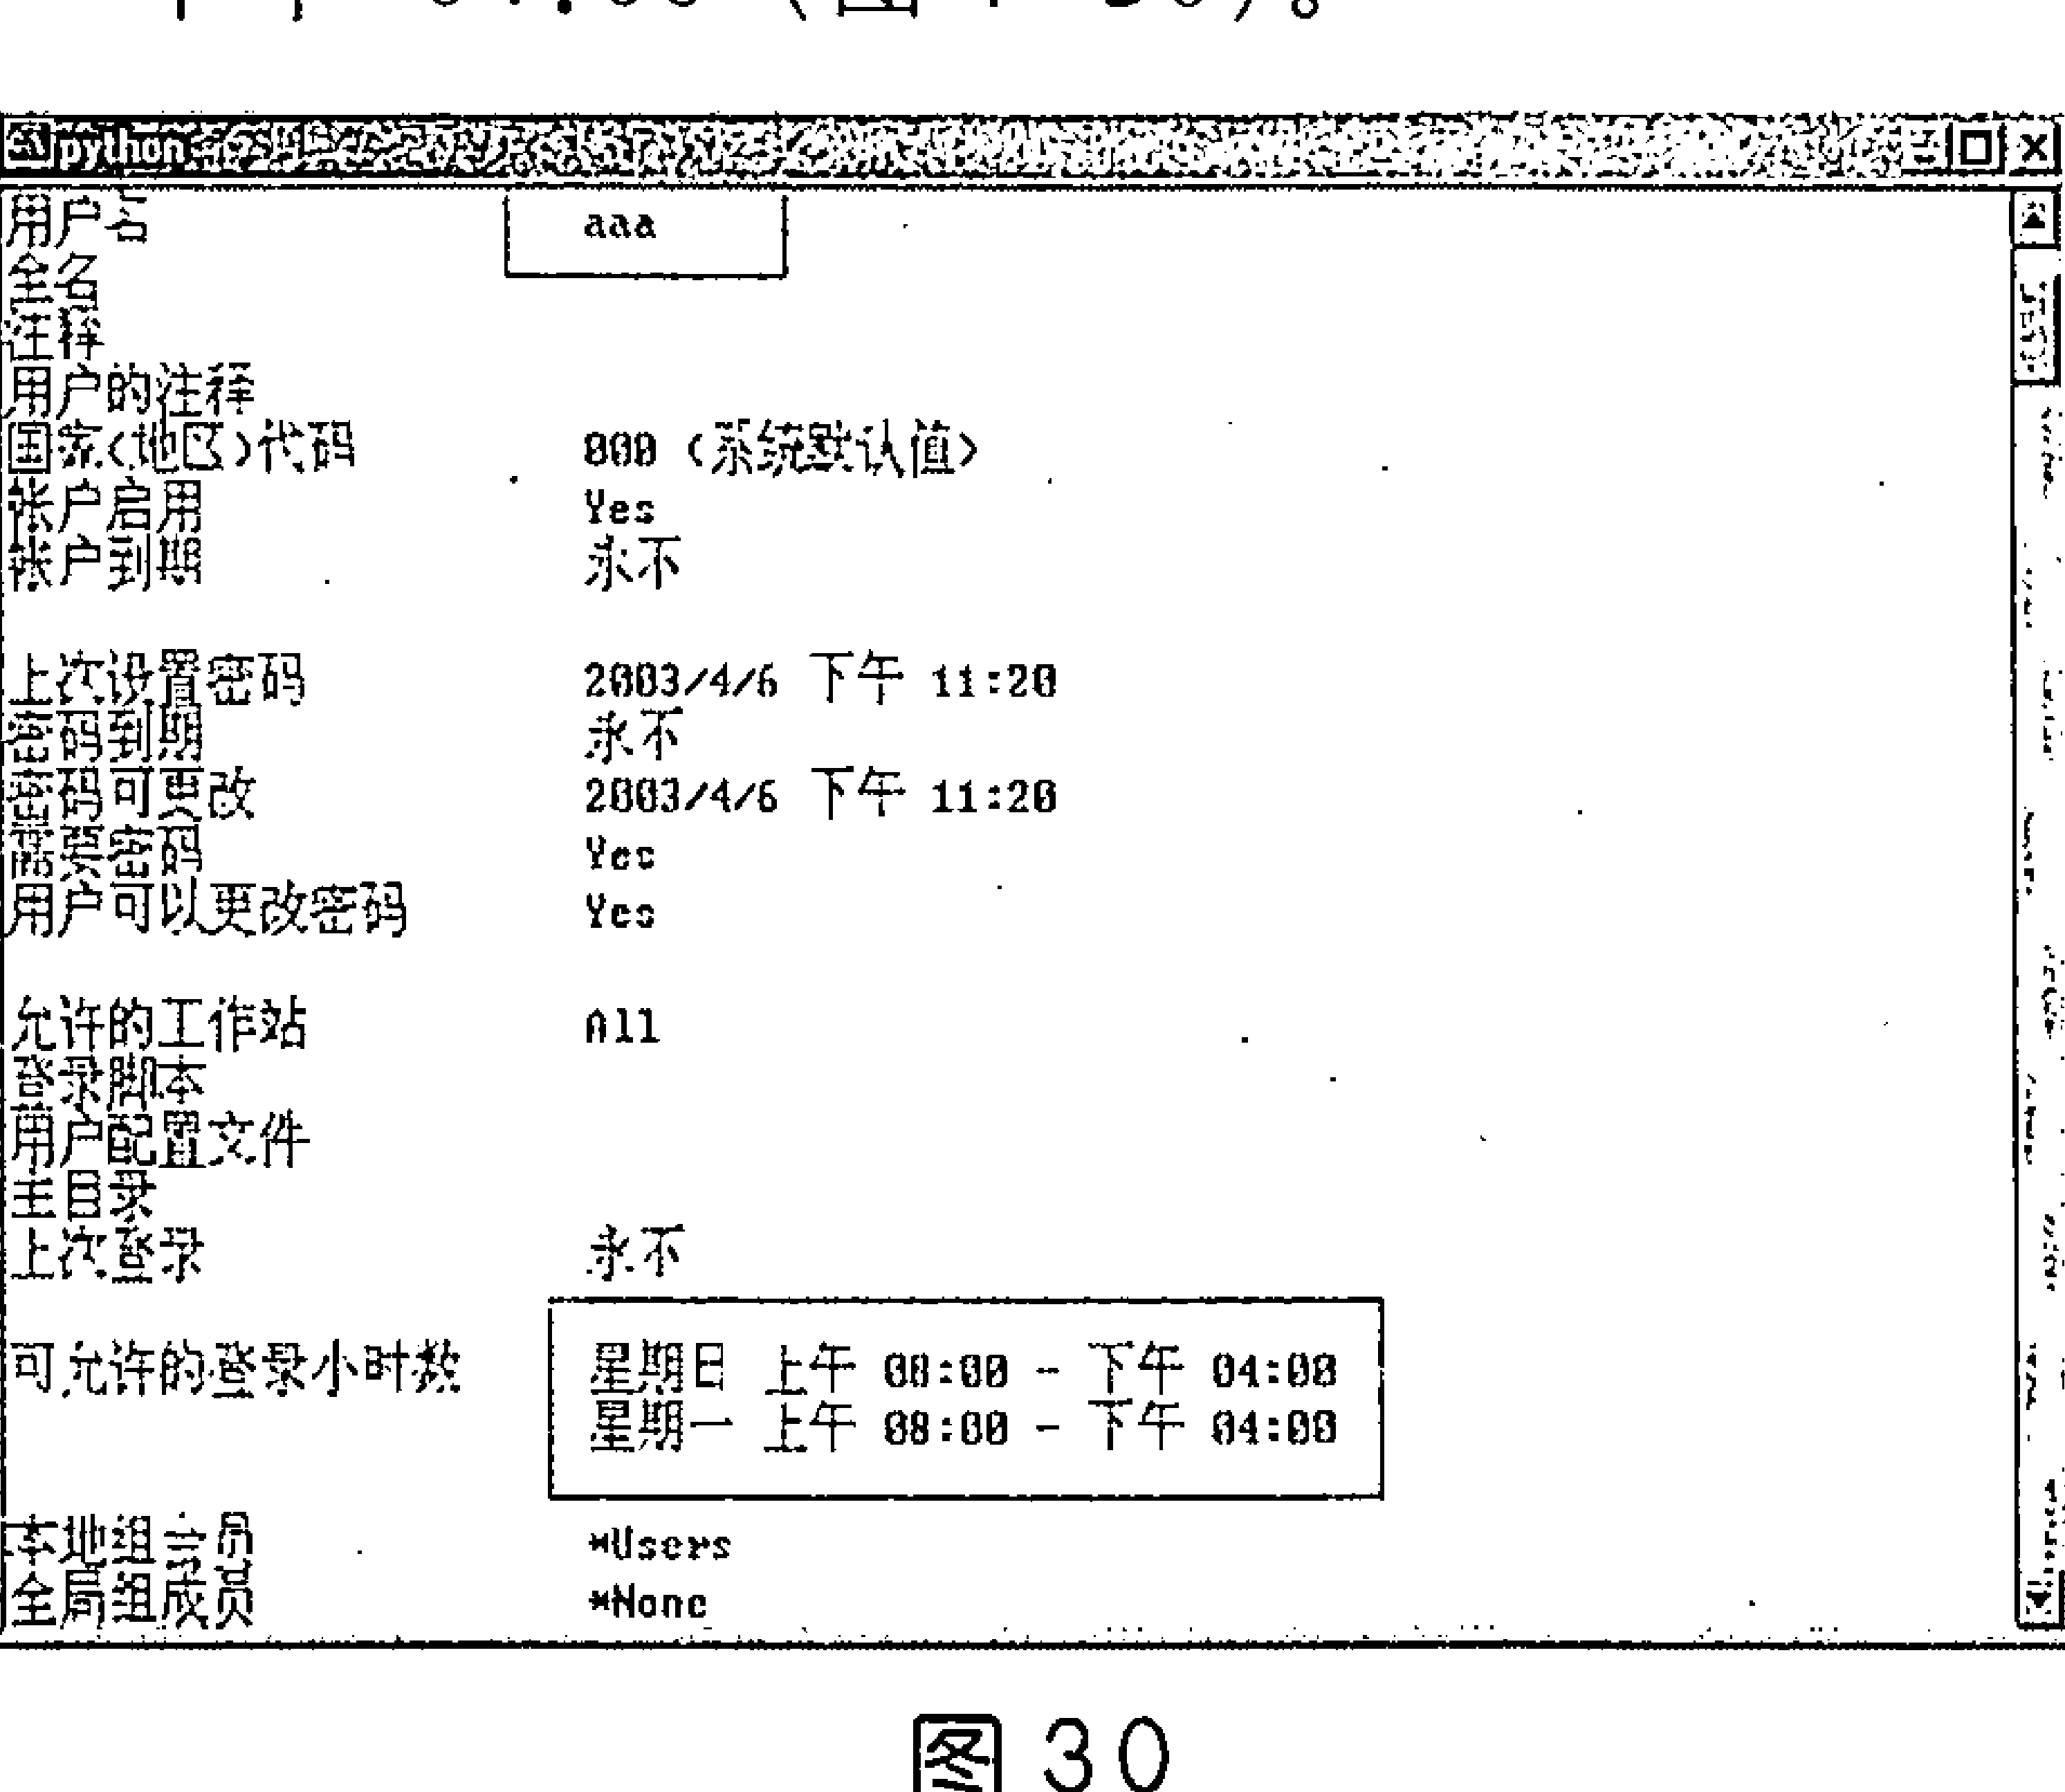 python
用户名 aaa
全名
注释
用户的注释
国家(地区)代码 000 (系统默认值)
帐户启用 Yes
帐户到期 永不
上次设置密码 2003/4/6 下午 11:20
密码到期 永不
密码可更改 2003/4/6 下午 11:20
需要密码 Yes
用户可以更改密码 Yes
允许的工作站 All
登录脚本
用户配置文件
主目录
上次登录 永不
可允许的登录小时数 星期日 上午 08:00 - 下午 04:00
星期一 上午 08:00 - 下午 04:00
本地组会员 *Users
全局组成员 *None
图 30